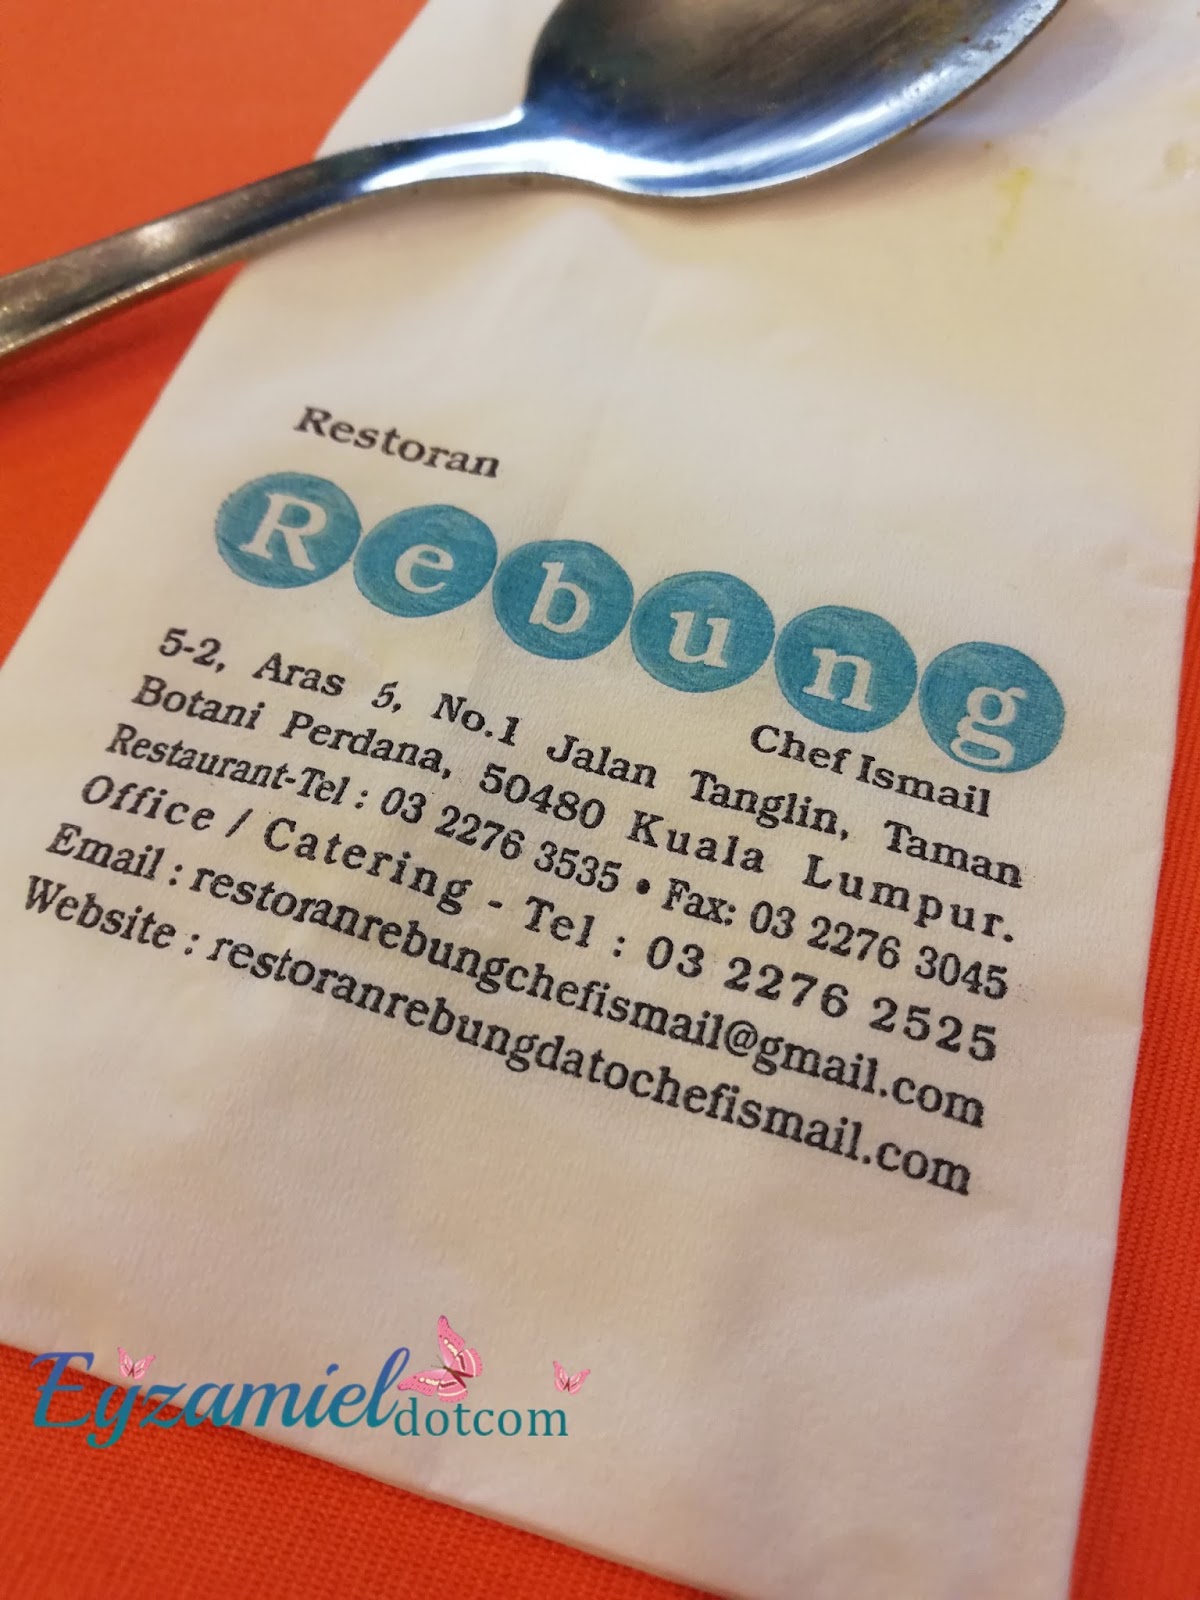 Restoran
Rebung
Chef Ismail
5-2, Aras 5, No.1 Jalan Tanglin, Taman
Botani Perdana, 50480 Kuala Lumpur.
Restaurant-Tel : 03 2276 3535 • Fax: 03 2276 3045
Office / Catering - Tel : 03 2276 2525
Email : restoranrebungchefismail@gmail.com
Website : restoranrebungdatochefismail.com
Eyzamieldotcom